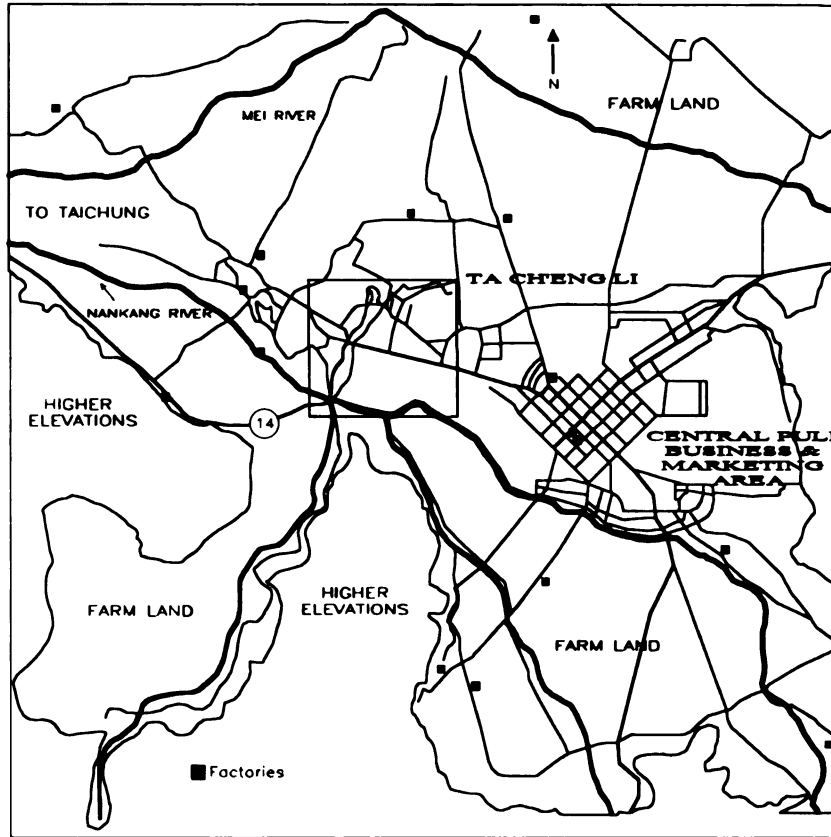 N
FARM LAND
MEI RIVER
TO TAICHUNG
TA CH'ENG LI
NANKANG RIVER
HIGHER
ELEVATIONS
14
CENTRAL PULI
BUSINESS &
MARKETING
AREA
HIGHER
ELEVATIONS
FARM LAND
FARM LAND
Factories